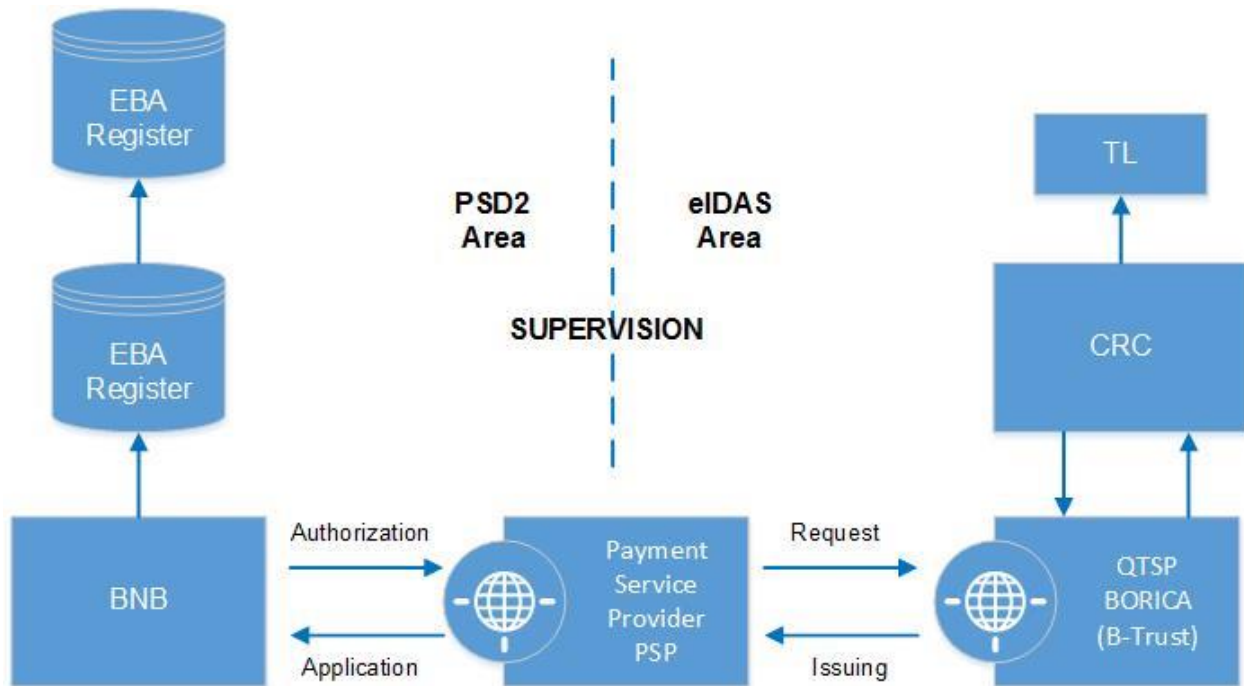 EBA
Register
TL
PSD2
Area
eIDAS
Area
SUPERVISION
EBA
Register
CRC
BNB
Authorization
Application
Payment
Service
Provider
PSP
Request
Issuing
QTSP
BORICA
(B-Trust)